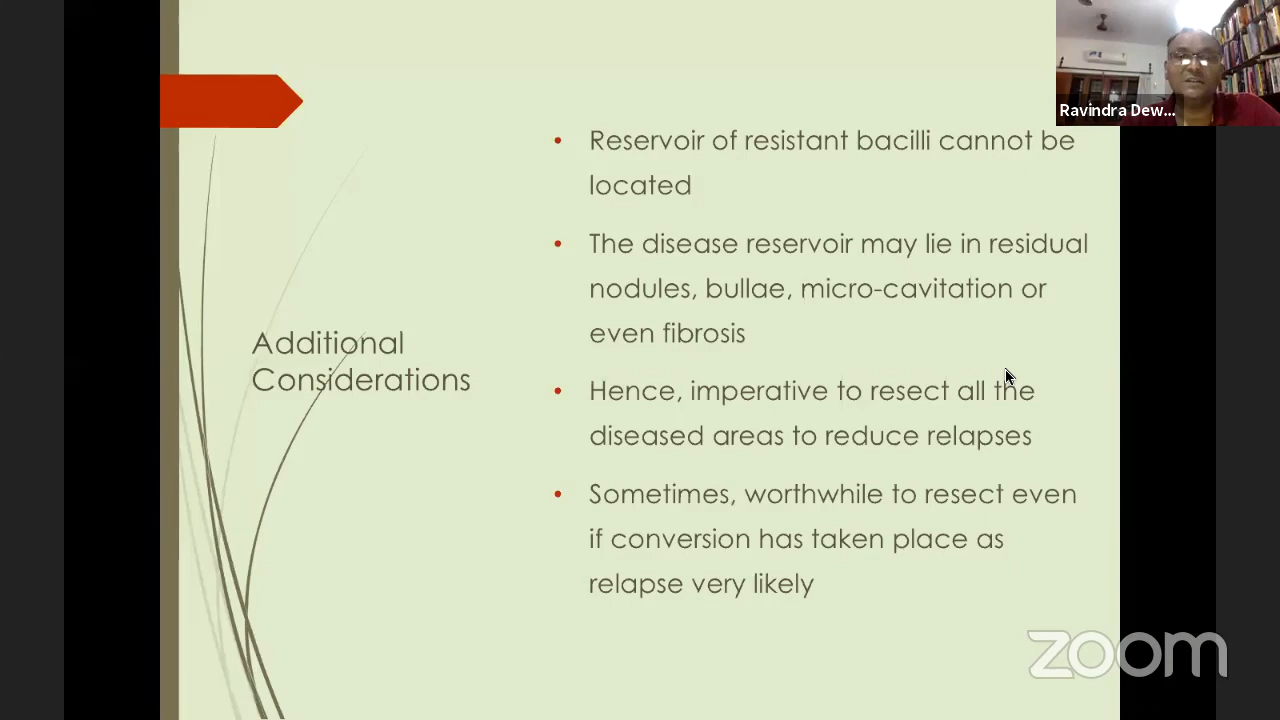 Ravindra Dew...
Additional
Considerations
• Reservoir of resistant bacilli cannot be
located
• The disease reservoir may lie in residual
nodules, bullae, micro-cavitation or
even fibrosis
• Hence, imperative to resect all the
diseased areas to reduce relapses
• Sometimes, worthwhile to resect even
if conversion has taken place as
relapse very likely
zoom